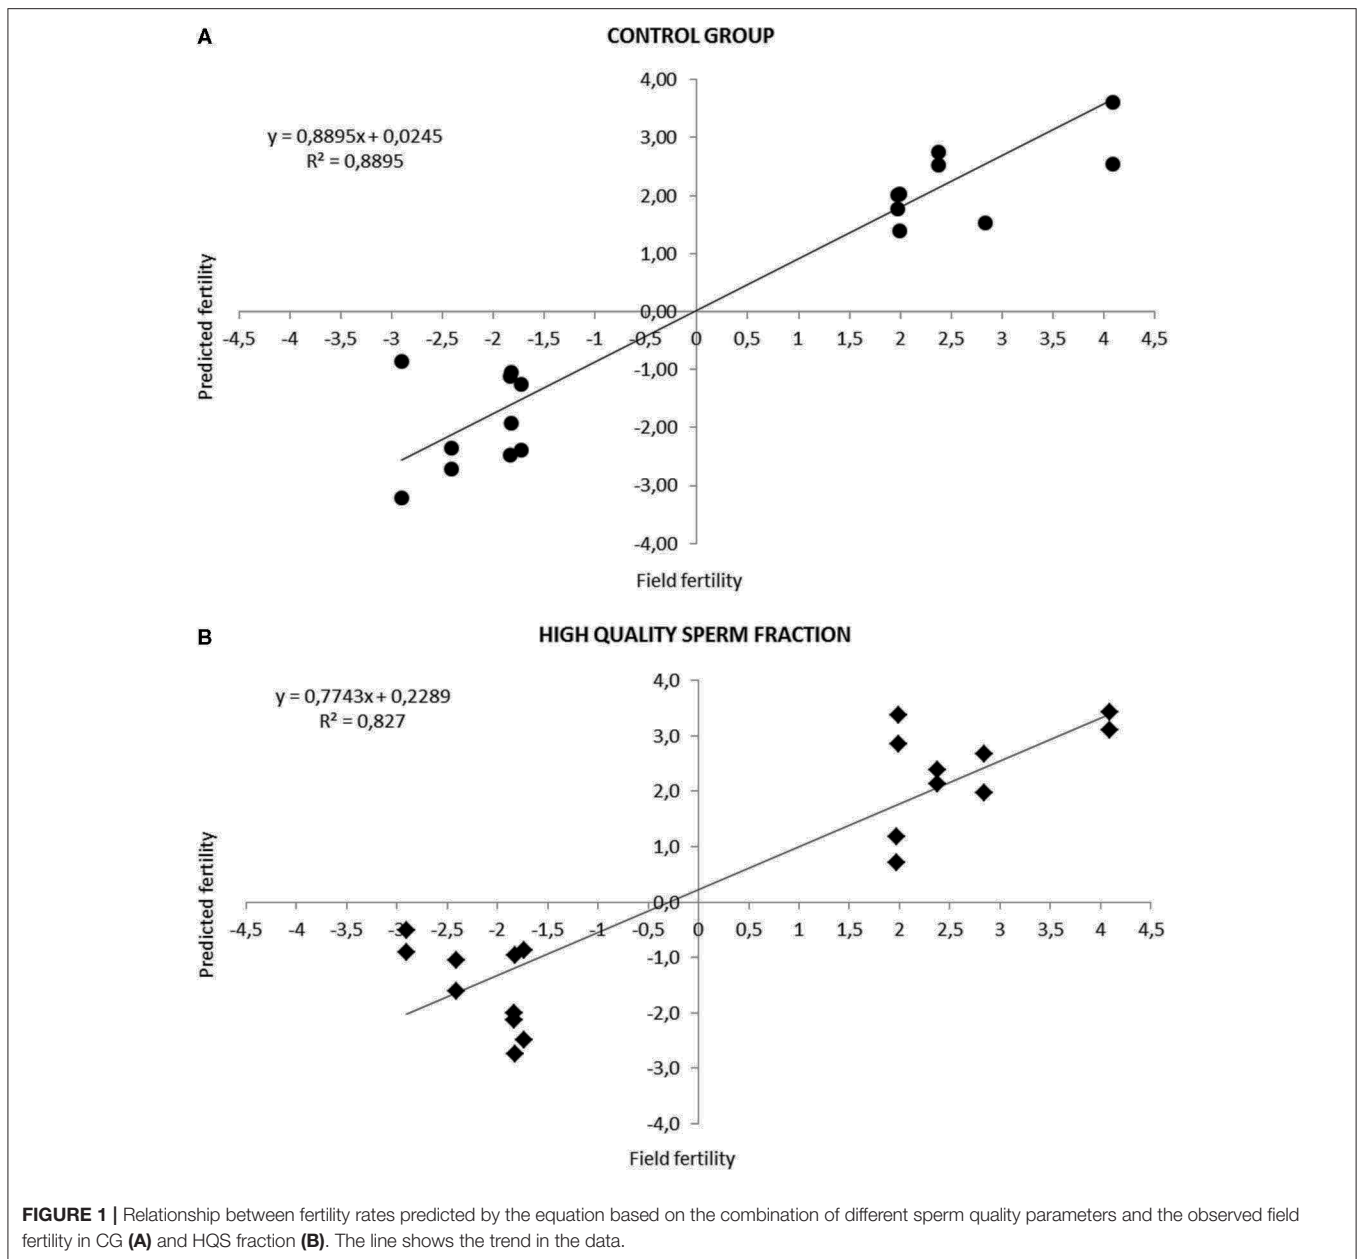 A
CONTROL GROUP
4,00
y = 0,8895x + 0,0245
R² = 0,8895
3,00
2,00
1,00
Predicted fertility
0,00
-4,5 -4 -3,5 -3 -2,5 -2 -1,5 -1 -0,5 0 0,5 1 1,5 2 2,5 3 3,5 4 4,5
-1,00
-2,00
-3,00
-4,00
Field fertility
B
HIGH QUALITY SPERM FRACTION
4,0
y = 0,7743x + 0,2289
R² = 0,827
3,0
2,0
1,0
Predicted fertility
0,0
-4,5 -4 -3,5 -3 -2,5 -2 -1,5 -1 -0,5 0 0,5 1 1,5 2 2,5 3 3,5 4 4,5
-1,0
-2,0
-3,0
-4,0
Field fertility
FIGURE 1 | Relationship between fertility rates predicted by the equation based on the combination of different sperm quality parameters and the observed field
fertility in CG (A) and HQS fraction (B). The line shows the trend in the data.